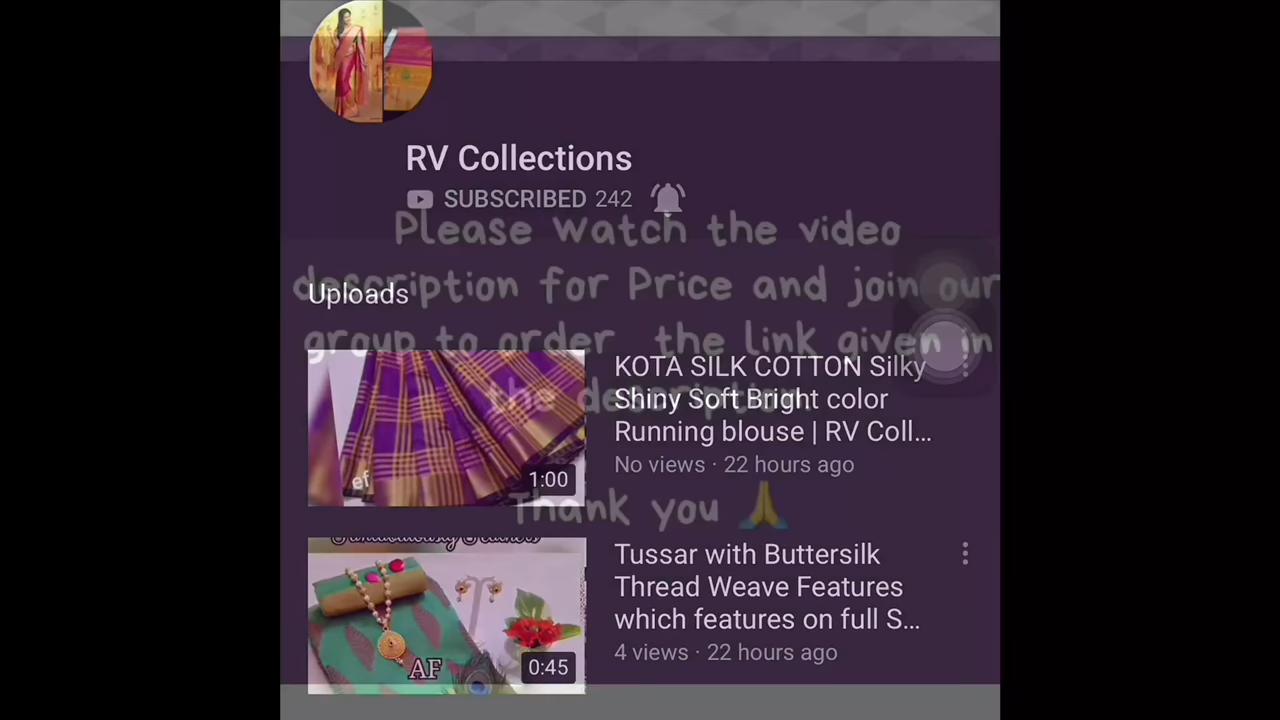 RV Collections
SUBSCRIBED 242
Please watch the video
description for Price and join our
group to order the link given in
the description.
Thank you 🙏
Uploads
KOTA SILK COTTON Silky
Shiny Soft Bright color
Running blouse | RV Coll...
No views · 22 hours ago
ef
1:00
Tussar with Buttersilk
Thread Weave Features
which features on full S...
4 views · 22 hours ago
AF
0:45